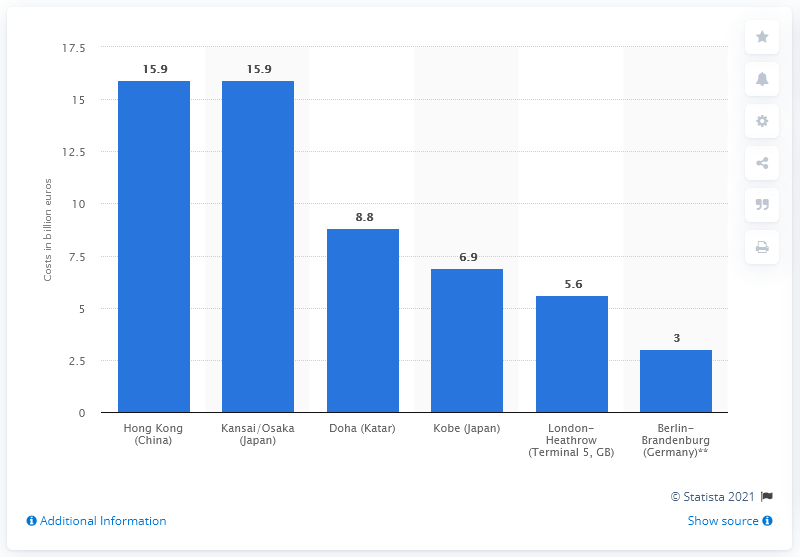 17.5
15
12.5
10
7.5
5
2.5
0
Costs in billion euros
15.9
15.9
8.8
6.9
5.6
3
Hong Kong
(China)
Kansai/Osaka
(Japan)
Doha (Katar)
Kobe (Japan)
London-
Heathrow
(Terminal 5, GB)
Berlin-
Brandenburg
(Germany)**
© Statista 2021
Additional Information
Show source